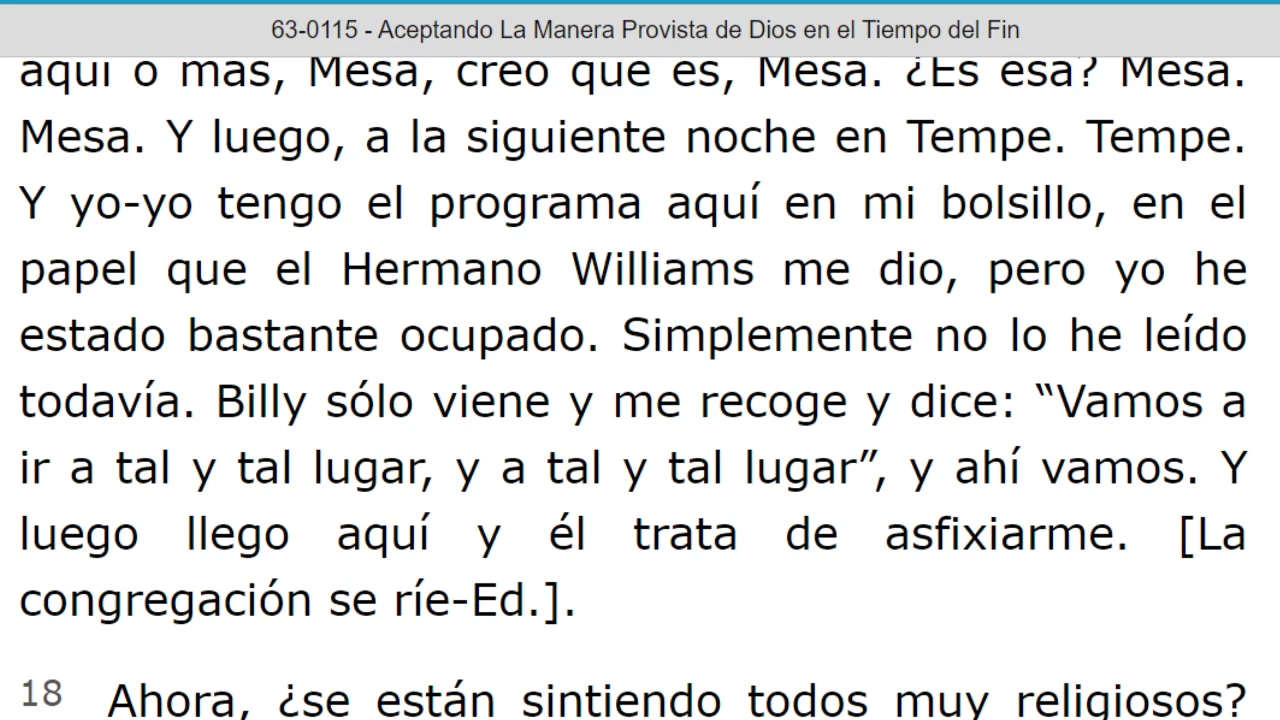 63-0115 - Aceptando La Manera Provista de Dios en el Tiempo del Fin
aquí o más, Mesa, creo que es, Mesa. ¿Es esa? Mesa.
Mesa. Y luego, a la siguiente noche en Tempe. Tempe.
Y yo-yo tengo el programa aquí en mi bolsillo, en el
papel que el Hermano Williams me dio, pero yo he
estado bastante ocupado. Simplemente no lo he leído
todavía. Billy sólo viene y me recoge y dice: “Vamos a
ir a tal y tal lugar, y a tal y tal lugar”, y ahí vamos. Y
luego llego aquí y él trata de asfixiarme. [La
congregación se ríe-Ed.].
18 Ahora, ¿se están sintiendo todos muy religiosos?